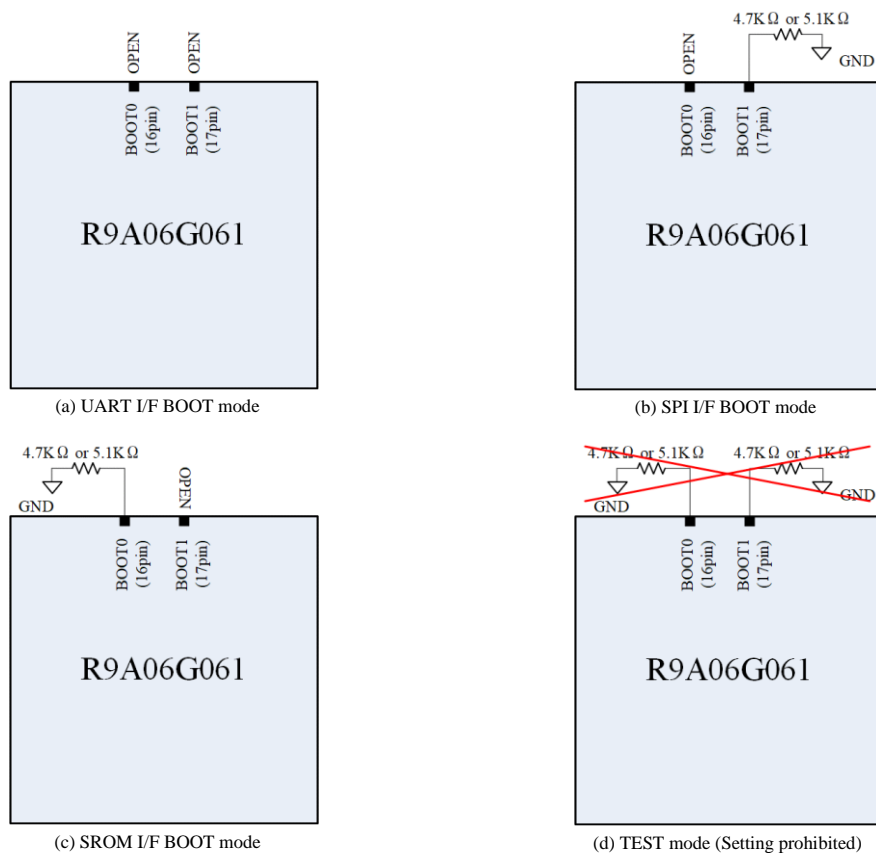 OPEN
OPEN
BOOT0
(16pin)
BOOT1
(17pin)
R9A06G061
(a) UART I/F BOOT mode
4.7KΩ or 5.1KΩ
GND
OPEN
BOOT0
(16pin)
BOOT1
(17pin)
R9A06G061
(b) SPI I/F BOOT mode
4.7KΩ or 5.1KΩ
GND
OPEN
BOOT0
(16pin)
BOOT1
(17pin)
R9A06G061
(c) SROM I/F BOOT mode
4.7KΩ or 5.1KΩ
4.7KΩ or 5.1KΩ
GND
GND
BOOT0
(16pin)
BOOT1
(17pin)
R9A06G061
(d) TEST mode (Setting prohibited)